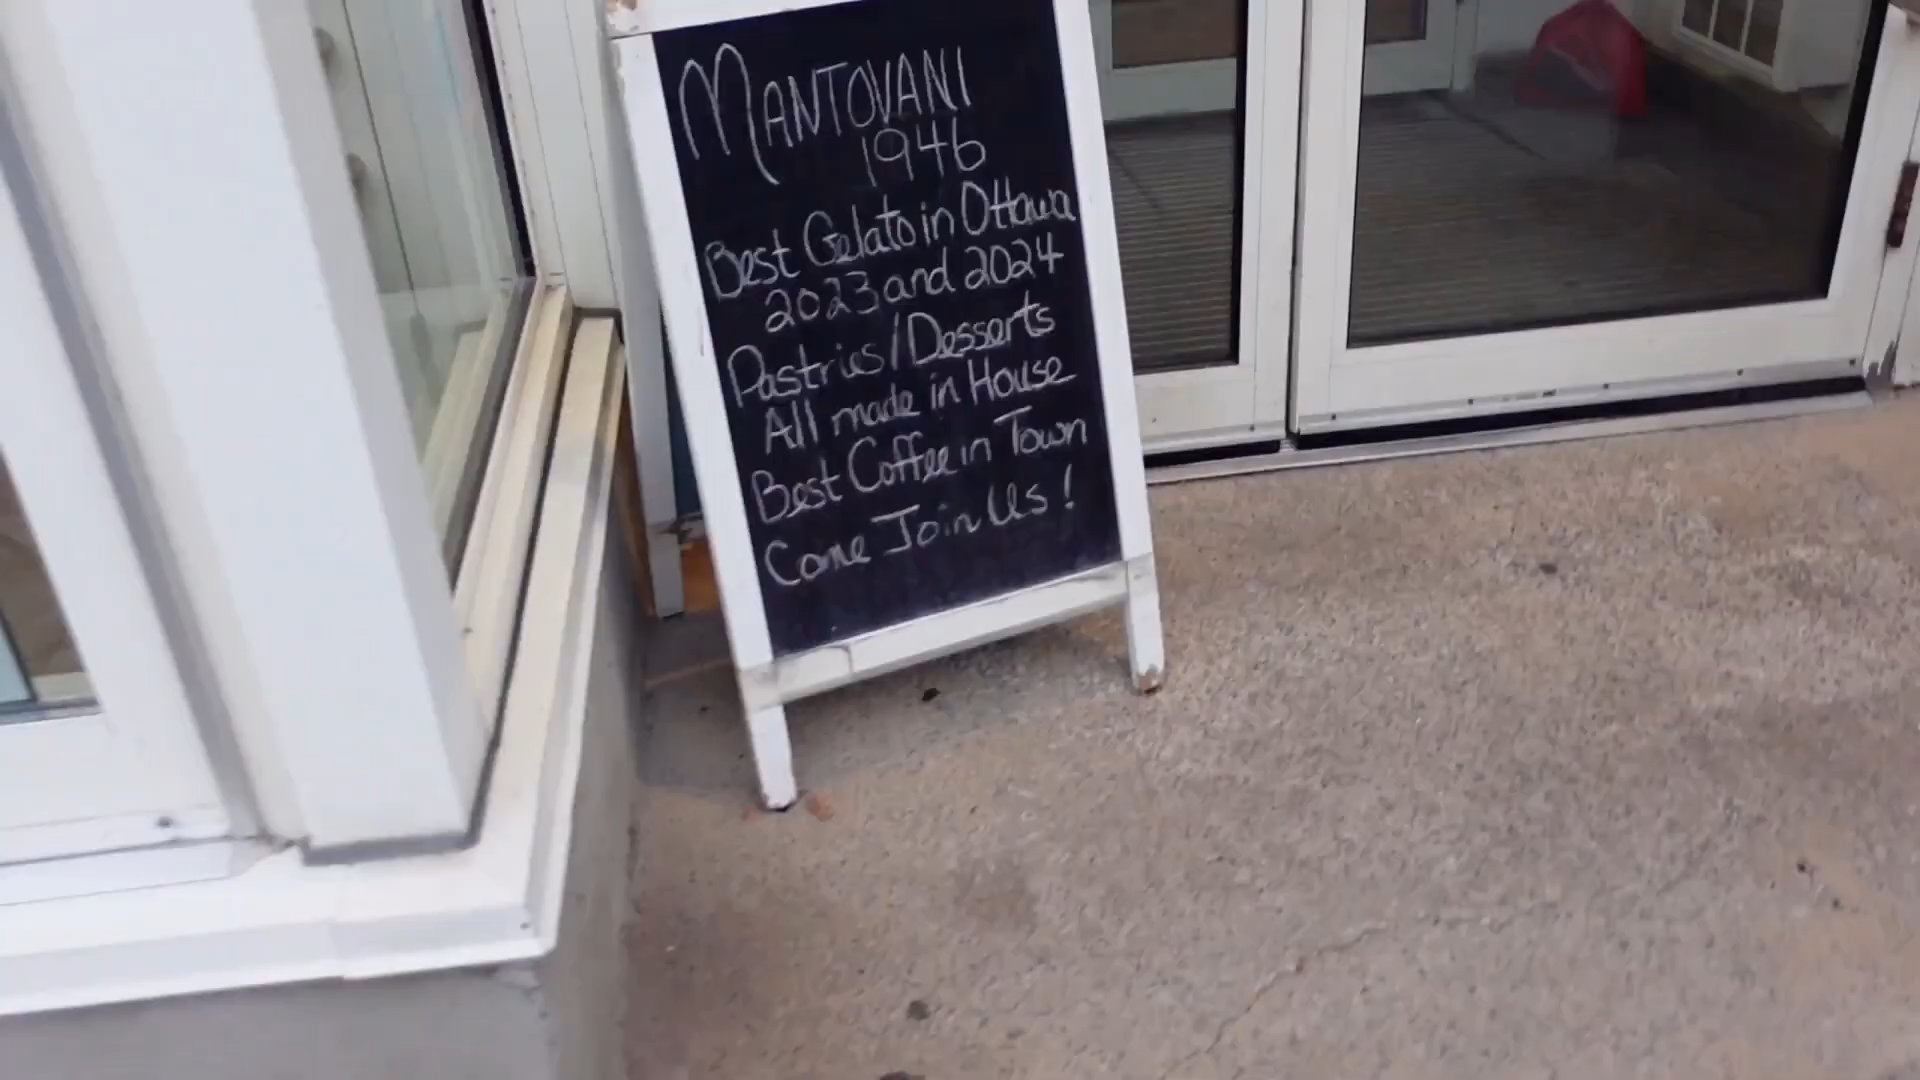 MANTOVANI
1946
Best Gelato in Ottawa
2023 and 2024
Pastries/Desserts
All made in House
Best Coffee in Town
Come Join Us!